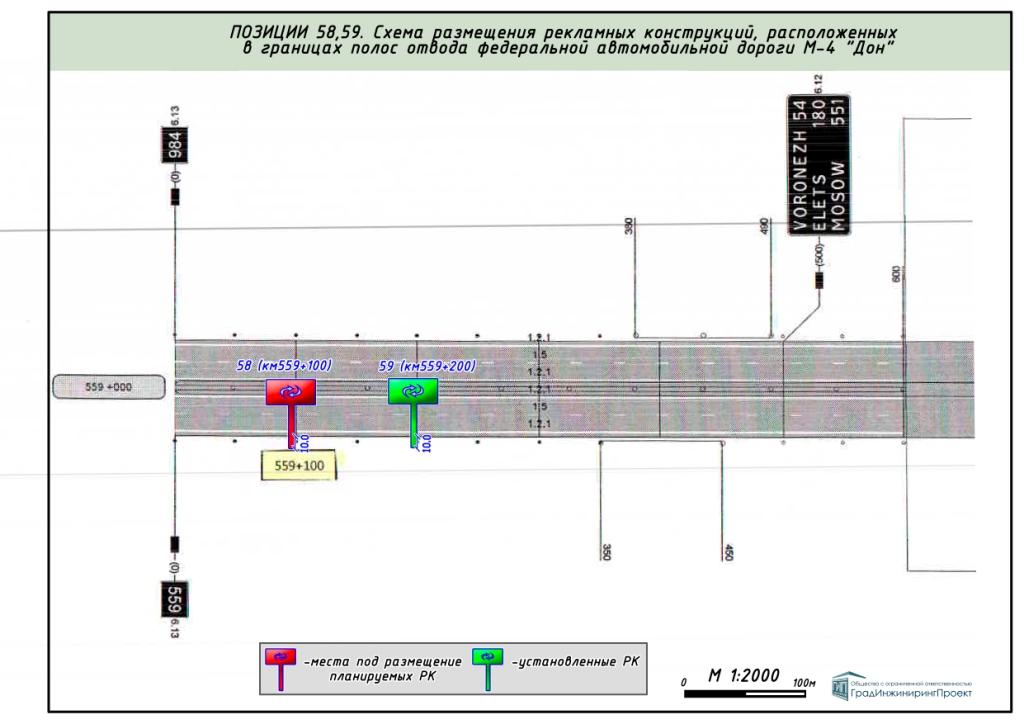 ПОЗИЦИИ 58,59. Схема размещения рекламных конструкций, расположенных
в границах полос отвода федеральной автомобильной дороги М-4 "Дон"
6.13
984
(0)
6.12
VORONEZH 54
ELETS 180
MOSOW 551
(500)
380
490
600
1.2.1
1.5
1.2.1
1.2.1
1.5
1.2.1
58 (км559+100)
59 (км559+200)
559 +000
10.0
10.0
559+100
350
450
(0)
559
6.13
-места под размещение
планируемых РК
-установленные РК
М 1:2000
0
100м
Общество с ограниченной ответственностью
ГрадИнжинирингПроект